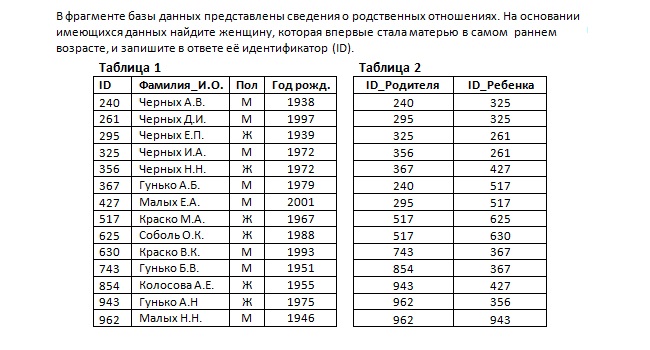 В фрагменте базы данных представлены сведения о родственных отношениях. На основании
имеющихся данных найдите женщину, которая впервые стала матерью в самом раннем
возрасте, и запишите в ответе её идентификатор (ID).
Таблица 1 Таблица 2
ID Фамилия_И.О. Пол Год рожд. ID_Родителя ID_Ребенка
240 Черных А.В. М 1938 240 325
261 Черных Д.И. М 1997 295 325
295 Черных Е.П. Ж 1939 325 261
325 Черных И.А. М 1972 356 261
356 Черных Н.Н. Ж 1972 367 427
367 Гунько А.Б. М 1979 240 517
427 Малых Е.А. М 2001 295 517
517 Краско М.А. Ж 1967 517 625
625 Соболь О.К. Ж 1988 517 630
630 Краско В.К. М 1993 743 367
743 Гунько Б.В. М 1951 854 367
854 Колосова А.Е. Ж 1955 943 427
943 Гунько А.Н Ж 1975 962 356
962 Малых Н.Н. М 1946 962 943